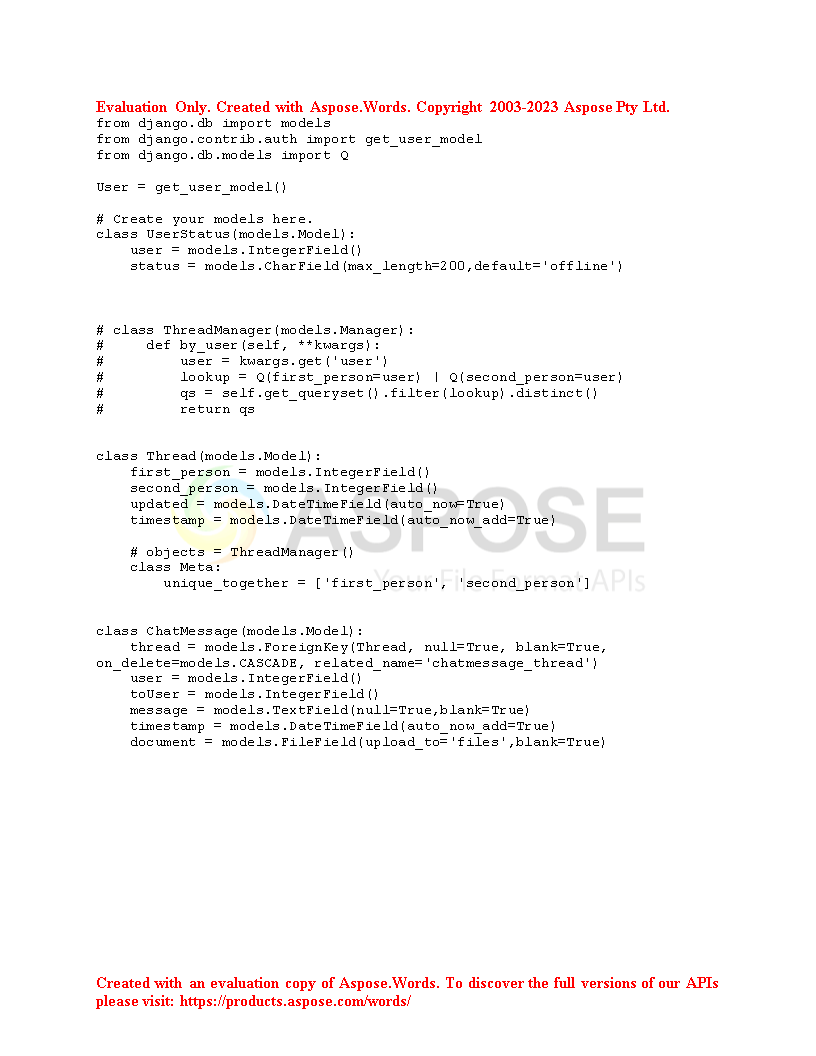 Evaluation Only. Created with Aspose.Words. Copyright 2003-2023 Aspose Pty Ltd.
from django.db import models
from django.contrib.auth import get_user_model
from django.db.models import Q

User = get_user_model()

# Create your models here.
class UserStatus(models.Model):
    user = models.IntegerField()
    status = models.CharField(max_length=200,default='offline')

# class ThreadManager(models.Manager):
#     def by_user(self, **kwargs):
#         user = kwargs.get('user')
#         lookup = Q(first_person=user) | Q(second_person=user)
#         qs = self.get_queryset().filter(lookup).distinct()
#         return qs

class Thread(models.Model):
    first_person = models.IntegerField()
    second_person = models.IntegerField()
    updated = models.DateTimeField(auto_now=True)
    timestamp = models.DateTimeField(auto_now_add=True)
ASPOSE

    # objects = ThreadManager()
    class Meta:
        unique_together = ['first_person', 'second_person']
Your File Format APIs

class ChatMessage(models.Model):
    thread = models.ForeignKey(Thread, null=True, blank=True,
on_delete=models.CASCADE, related_name='chatmessage_thread')
    user = models.IntegerField()
    toUser = models.IntegerField()
    message = models.TextField(null=True,blank=True)
    timestamp = models.DateTimeField(auto_now_add=True)
    document = models.FileField(upload_to='files',blank=True)

Created with an evaluation copy of Aspose.Words. To discover the full versions of our APIs
please visit: https://products.aspose.com/words/